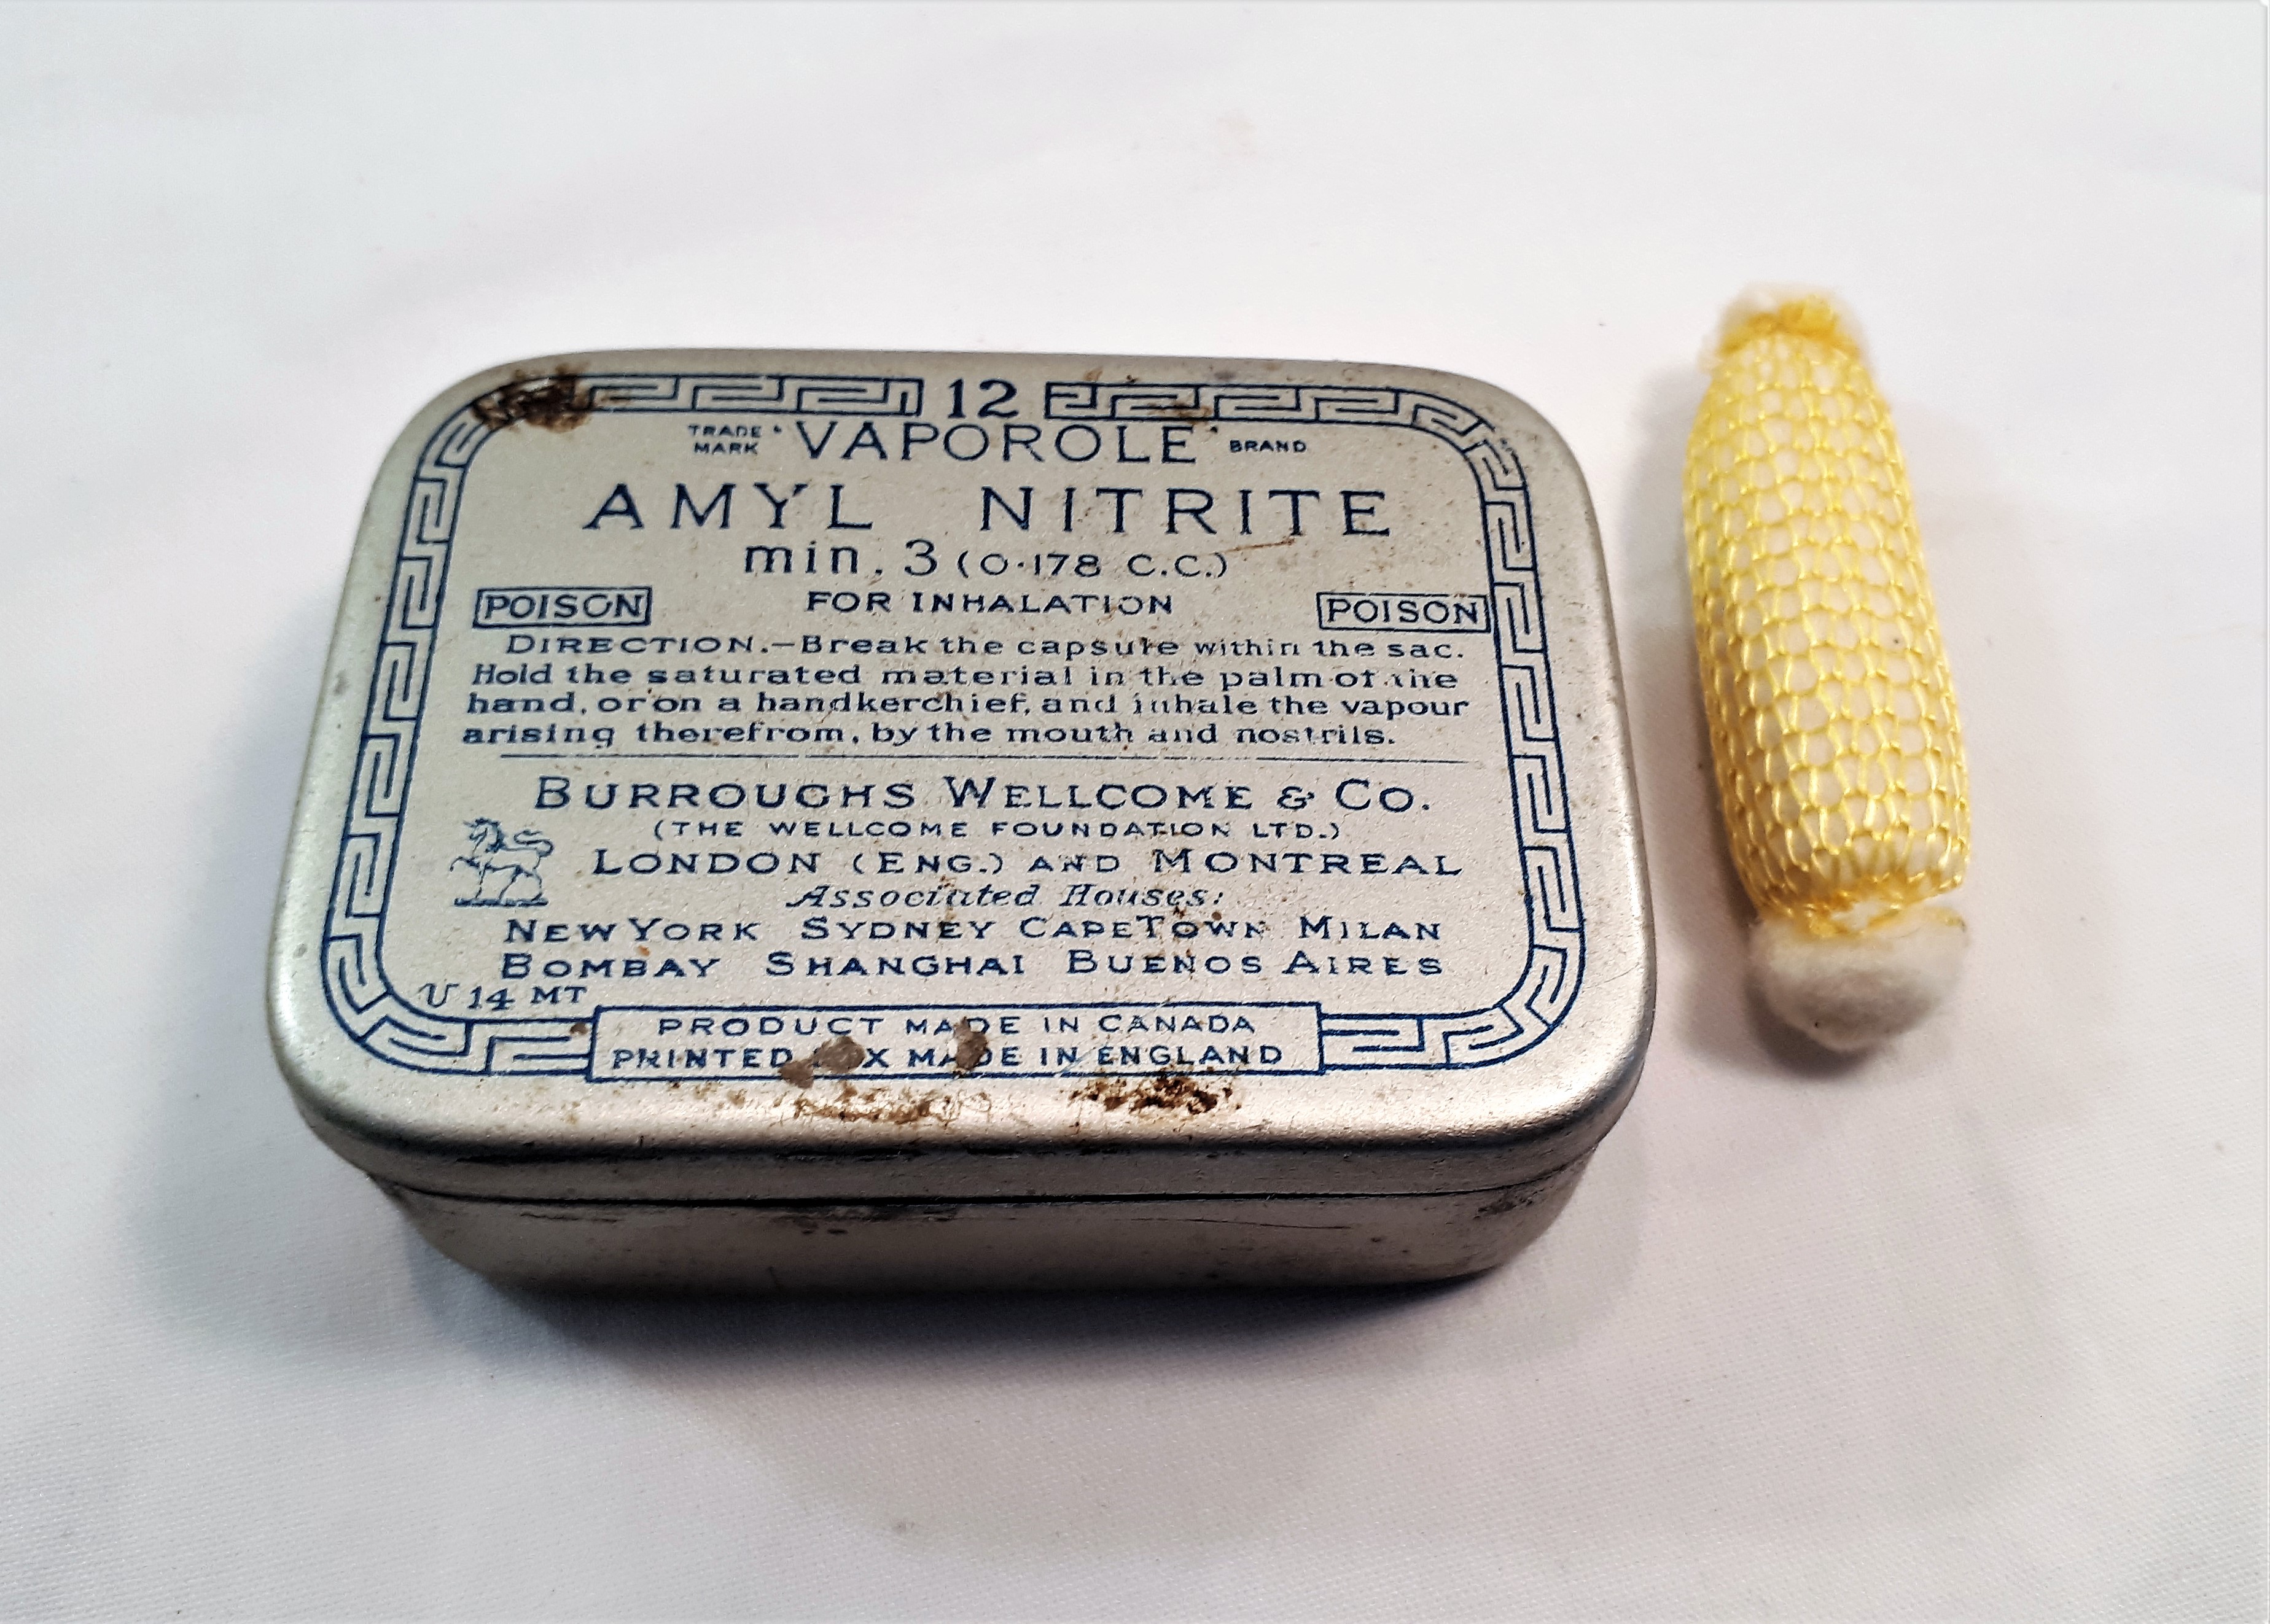 12
TRADE MARK 'VAPOROLE' BRAND
AMYL NITRITE
min. 3 (0·178 C.C.)
POISON FOR INHALATION POISON
DIRECTION.—Break the capsule within the sac.
Hold the saturated material in the palm of the
hand, or on a handkerchief, and inhale the vapour
arising therefrom, by the mouth and nostrils.
BURROUGHS WELLCOME & CO.
(THE WELLCOME FOUNDATION LTD.)
LONDON (ENG.) AND MONTREAL
Associated Houses:
NEW YORK SYDNEY CAPE TOWN MILAN
BOMBAY SHANGHAI BUENOS AIRES
U 14 MT
PRODUCT MADE IN CANADA
PRINTED BOX MADE IN ENGLAND